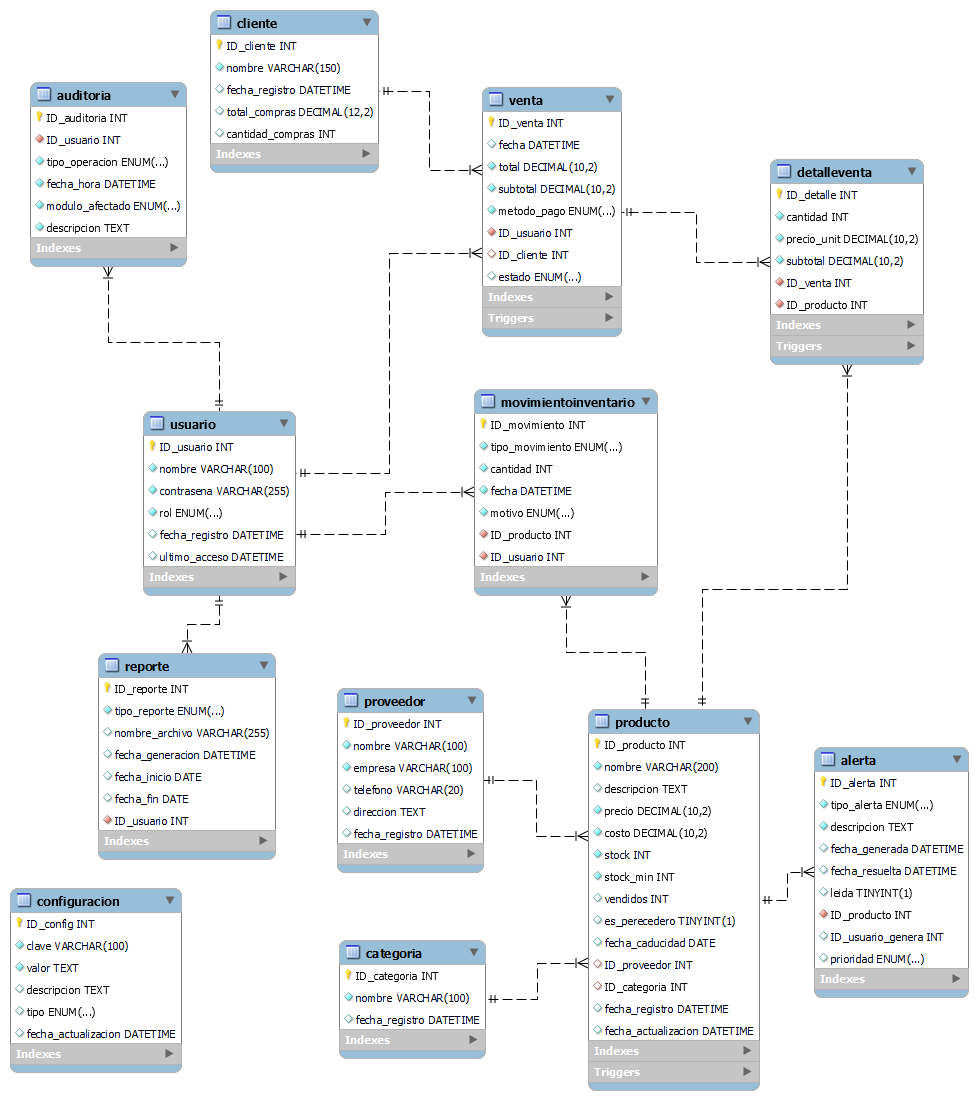 cliente
ID_cliente INT
nombre VARCHAR(150)
fecha_registro DATETIME
total_compras DECIMAL(12,2)
cantidad_compras INT
Indexes
auditoria
ID_auditoria INT
ID_usuario INT
tipo_operacion ENUM(...)
fecha_hora DATETIME
modulo_afectado ENUM(...)
descripcion TEXT
Indexes
venta
ID_venta INT
fecha DATETIME
total DECIMAL(10,2)
subtotal DECIMAL(10,2)
metodo_pago ENUM(...)
ID_usuario INT
ID_cliente INT
estado ENUM(...)
Indexes
Triggers
detalleventa
ID_detalle INT
cantidad INT
precio_unit DECIMAL(10,2)
subtotal DECIMAL(10,2)
ID_venta INT
ID_producto INT
Indexes
Triggers
usuario
ID_usuario INT
nombre VARCHAR(100)
contrasena VARCHAR(255)
rol ENUM(...)
fecha_registro DATETIME
ultimo_acceso DATETIME
Indexes
movimientoinventario
ID_movimiento INT
tipo_movimiento ENUM(...)
cantidad INT
fecha DATETIME
motivo ENUM(...)
ID_producto INT
ID_usuario INT
Indexes
reporte
ID_reporte INT
tipo_reporte ENUM(...)
nombre_archivo VARCHAR(255)
fecha_generacion DATETIME
fecha_inicio DATE
fecha_fin DATE
ID_usuario INT
Indexes
proveedor
ID_proveedor INT
nombre VARCHAR(100)
empresa VARCHAR(100)
telefono VARCHAR(20)
direccion TEXT
fecha_registro DATETIME
Indexes
producto
ID_producto INT
nombre VARCHAR(200)
descripcion TEXT
precio DECIMAL(10,2)
costo DECIMAL(10,2)
stock INT
stock_min INT
vendidos INT
es_perecedero TINYINT(1)
fecha_caducidad DATE
ID_proveedor INT
ID_categoria INT
fecha_registro DATETIME
fecha_actualizacion DATETIME
Indexes
Triggers
alerta
ID_alerta INT
tipo_alerta ENUM(...)
descripcion TEXT
fecha_generada DATETIME
fecha_resuelta DATETIME
leida TINYINT(1)
ID_producto INT
ID_usuario_genera INT
prioridad ENUM(...)
Indexes
configuracion
ID_config INT
clave VARCHAR(100)
valor TEXT
descripcion TEXT
tipo ENUM(...)
fecha_actualizacion DATETIME
Indexes
categoria
ID_categoria INT
nombre VARCHAR(100)
fecha_registro DATETIME
Indexes